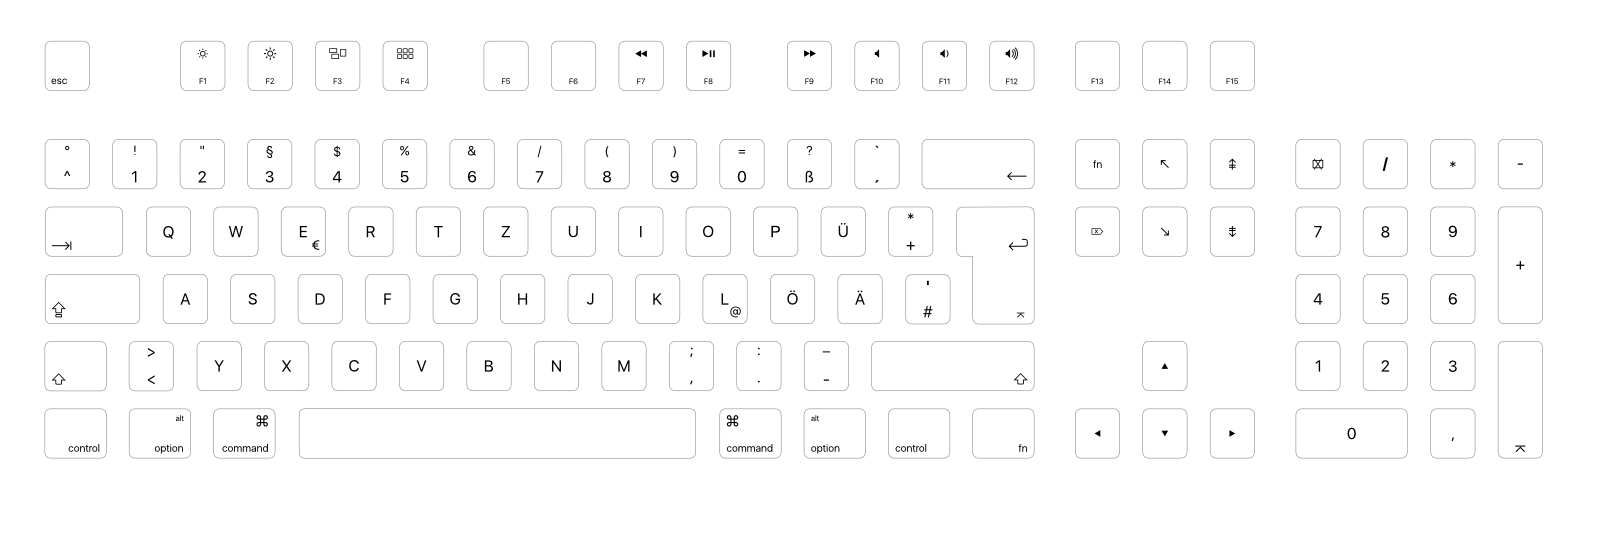 esc F1 F2 F3 F4 F5 F6 F7 F8 F9 F10 F11 F12 F13 F14 F15
° ! " § $ % & / ( ) = ? `
^ 1 2 3 4 5 6 7 8 9 0 ß ´ ← fn ↖ ⇞ / * -
⇥ Q W E € R T Z U I O P Ü * + ↩ ⌦ ↘ ⇟ 7 8 9 +
⇪ A S D F G H J K L @ Ö Ä ' # ⌅ 4 5 6
⇧ > < Y X C V B N M ; , : . – - ⇧ ▲ 1 2 3
alt ⌘ ⌘ alt
control option command command option control fn ◀ ▼ ▶ 0 , ⌅